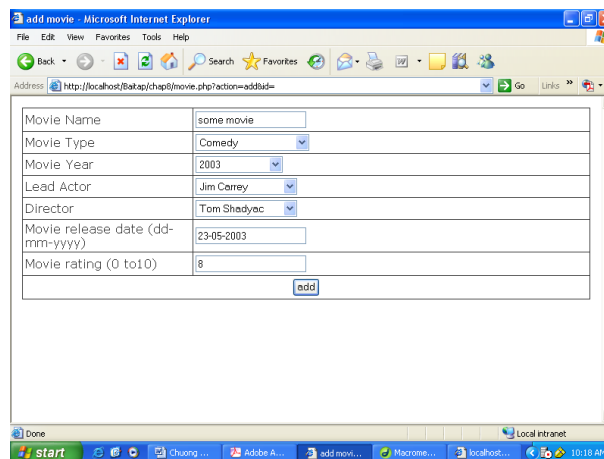 add movie - Microsoft Internet Explorer
File Edit View Favorites Tools Help
Back Search Favorites
Address http://localhost/Baitap/chap8/movie.php?action=add&id= Go Links »
Movie Name some movie
Movie Type Comedy
Movie Year 2003
Lead Actor Jim Carrey
Director Tom Shadyac
Movie release date (dd-
mm-yyyy) 23-05-2003
Movie rating (0 to10) 8
add
Done Local intranet
start Chuong ... Adobe A... add movi... Macrome... localhost... 10:18 AM